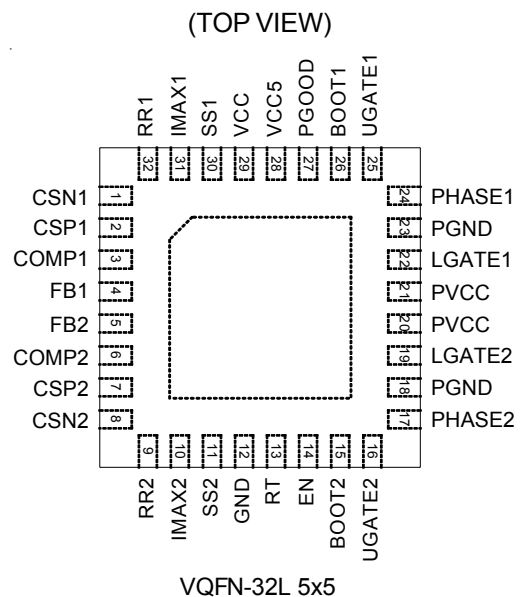 (TOP VIEW)
RR1 IMAX1 SS1 VCC VCC5 PGOOD BOOT1 UGATE1
32 31 30 29 28 27 26 25
CSN1 1 24 PHASE1
CSP1 2 23 PGND
COMP1 3 22 LGATE1
FB1 4 21 PVCC
FB2 5 20 PVCC
COMP2 6 19 LGATE2
CSP2 7 18 PGND
CSN2 8 17 PHASE2
9 10 11 12 13 14 15 16
RR2 IMAX2 SS2 GND RT EN BOOT2 UGATE2
VQFN-32L 5x5